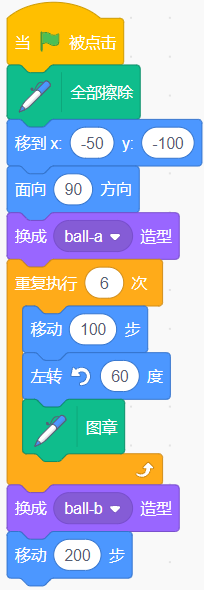 当 被点击
全部擦除
移到 x: -50 y: -100
面向 90 方向
换成 ball-a 造型
重复执行 6 次
移动 100 步
左转 60 度
图章
换成 ball-b 造型
移动 200 步